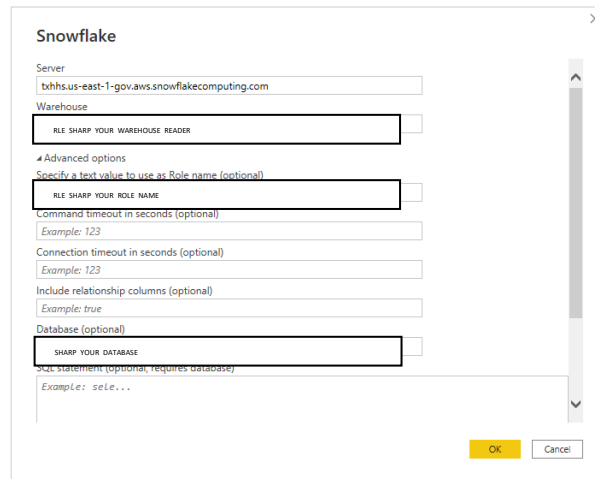 Snowflake
Server
txhhs.us-east-1-gov.aws.snowflakecomputing.com
Warehouse
RLE SHARP YOUR WAREHOUSE READER
Advanced options
Specify a text value to use as Role name (optional)
RLE SHARP YOUR ROLE NAME
Command timeout in seconds (optional)
Example: 123
Connection timeout in seconds (optional)
Example: 123
Include relationship columns (optional)
Example: true
Database (optional)
SHARP YOUR DATABASE
SQL statement (optional, requires database)
Example: sele...
OK Cancel